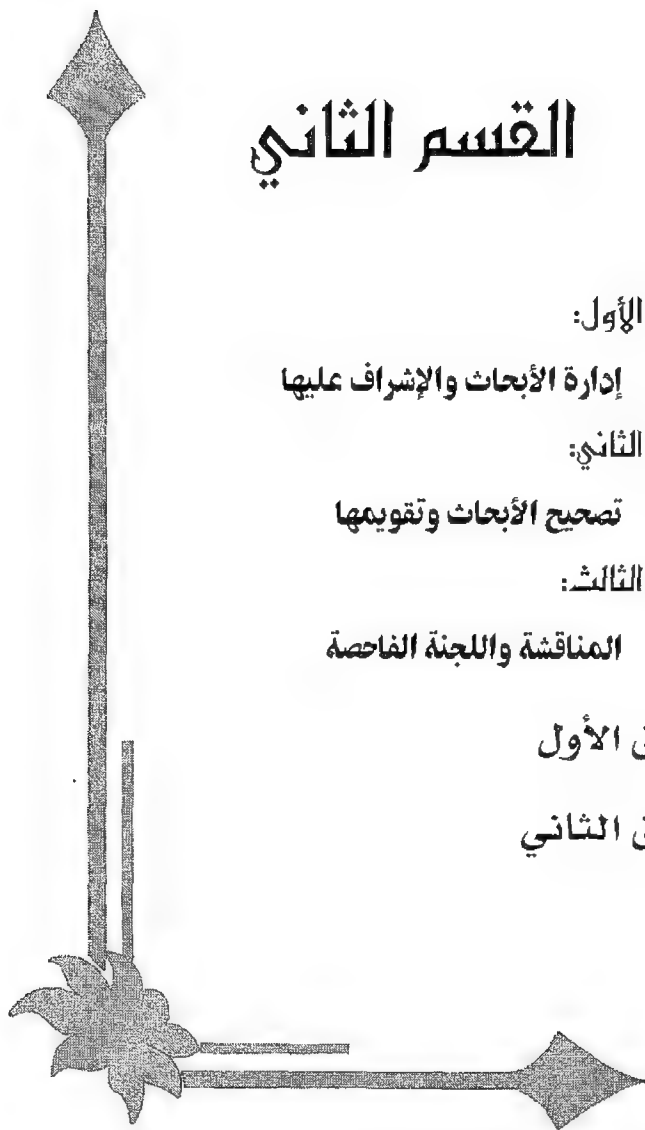 القسم الثاني
الأول:
إدارة الأبحاث والإشراف عليها
الثاني:
تصحيح الأبحاث وتقويمها
الثالث:
المناقشة واللجنة الفاحصة
الأول
الثاني